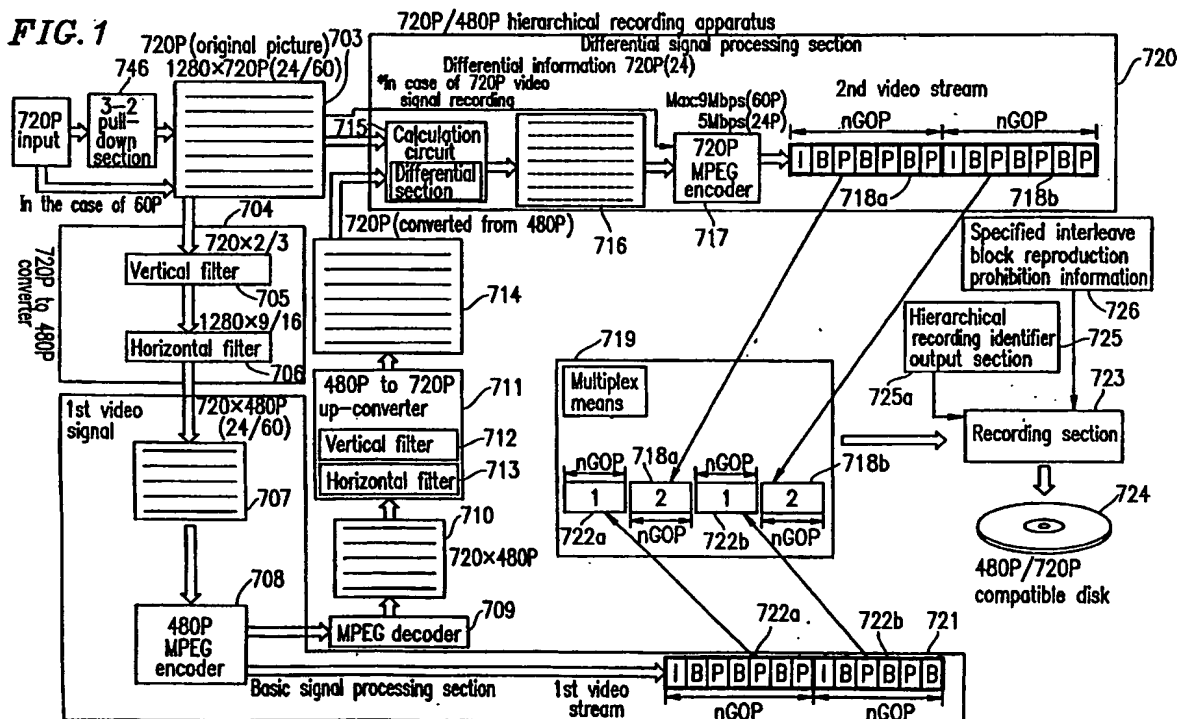 FIG. 1
720P/480P hierarchical recording apparatus
Differential signal processing section
720
720P(original picture)
703
1280×720P(24/60)
746
3-2
pull-
down
section
720P
input
In the case of 60P
Differential information 720P(24)
*In case of 720P video
signal recording
715
Calculation
circuit
Differential
section
716
Max:9Mbps(60P)
5Mbps(24P)
720P
MPEG
encoder
717
2nd video stream
nGOP
nGOP
I B P B P B P I B P B P B P
718a
718b
704
720P to 480P
converter
720×2/3
Vertical filter
705
1280×9/16
Horizontal filter
706
720P(converted from 480P)
714
Specified interleave
block reproduction
prohibition information
726
Hierarchical
recording identifier
output section
725
725a
723
Recording section
724
480P/720P
compatible disk
719
Multiplex
means
nGOP
718a
nGOP
718b
1
2
1
2
722a
nGOP
722b
nGOP
480P to 720P
up-converter
711
Vertical filter
712
Horizontal filter
713
1st video
signal
720×480P
(24/60)
707
710
720×480P
708
480P
MPEG
encoder
MPEG decoder
709
Basic signal processing section
1st video
stream
722a
722b
721
I B P B P B P I B P B P B
nGOP
nGOP